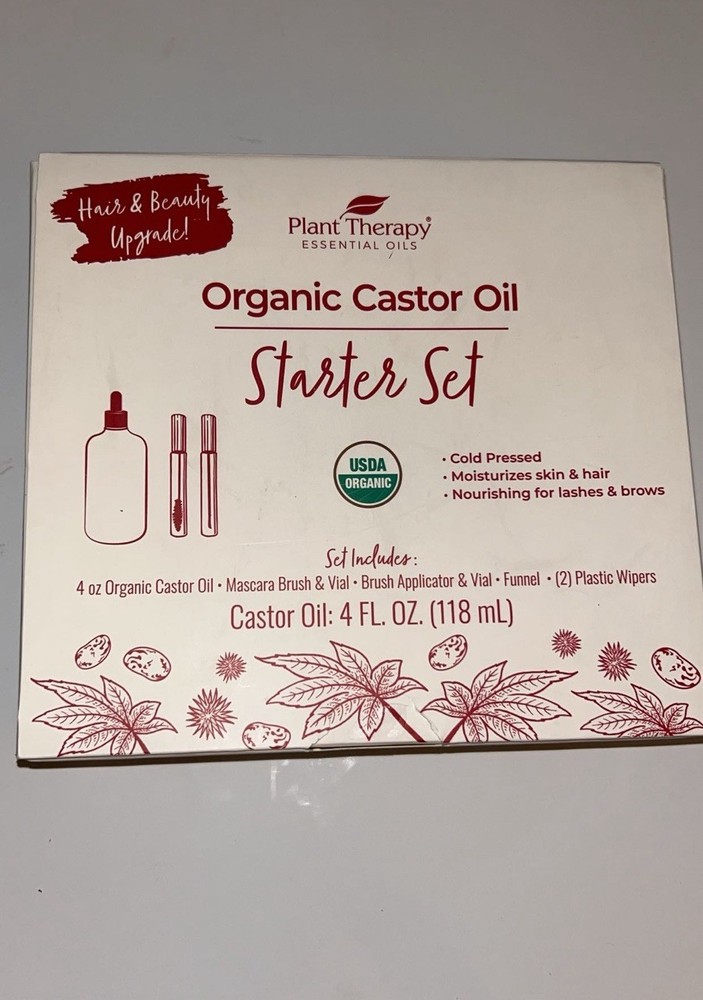 Hair & Beauty
Upgrade!
Plant Therapy®
ESSENTIAL OILS
Organic Castor Oil
Starter Set
USDA
ORGANIC
• Cold Pressed
• Moisturizes skin & hair
• Nourishing for lashes & brows
Set Includes:
4 oz Organic Castor Oil • Mascara Brush & Vial • Brush Applicator & Vial • Funnel • (2) Plastic Wipers
Castor Oil: 4 FL. OZ. (118 mL)